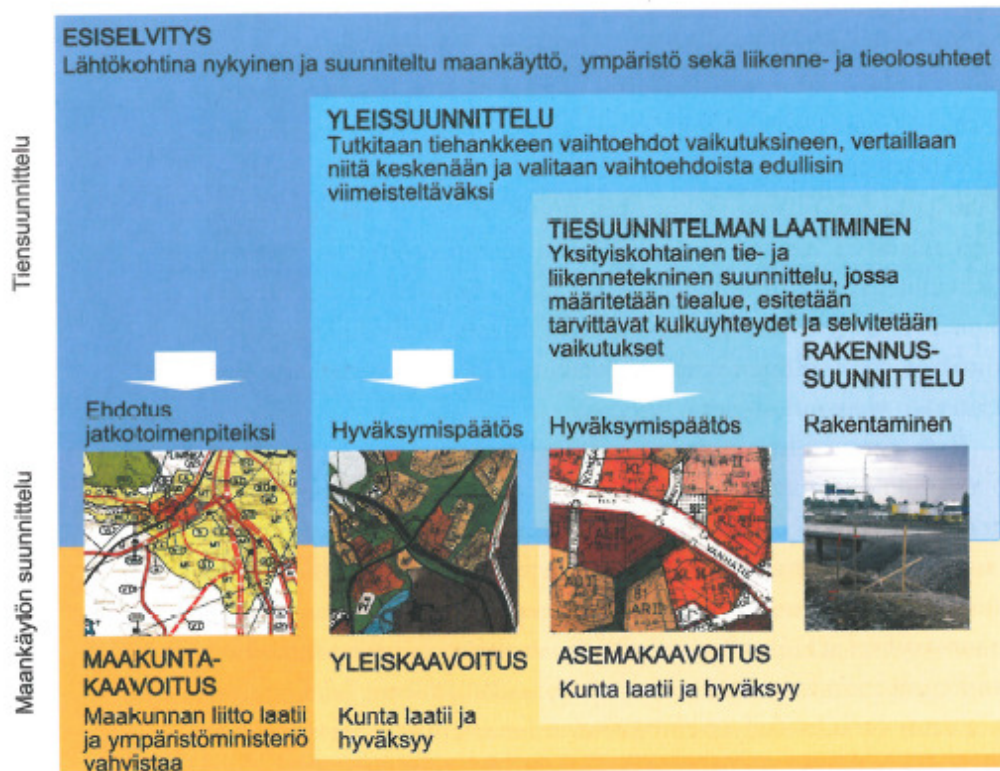 ESISELVITYS
Lähtökohtina nykyinen ja suunniteltu maankäyttö, ympäristö sekä liikenne- ja tieolosuhteet
YLEISSUUNNITTELU
Tutkitaan tiehankkeen vaihtoehdot vaikutuksineen, vertaillaan
niitä keskenään ja valitaan vaihtoehdoista edullisin
viimeisteltäväksi
TIESUUNNITELMAN LAATIMINEN
Yksityiskohtainen tie- ja
liikennetekninen suunnittelu, jossa
määritetään tiealue, esitetään
tarvittavat kulkuyhteydet ja selvitetään
vaikutukset
RAKENNUS-
SUUNNITTELU
Tiensuunnittelu
Ehdotus
jatkotoimenpiteiksi
Hyväksymispäätös
Hyväksymispäätös
Rakentaminen
VANHATIE
Maankäytön suunnittelu
MAAKUNTA-
KAAVOITUS
Maakunnan liitto laatii
ja ympäristöministeriö
vahvistaa
YLEISKAAVOITUS
Kunta laatii ja
hyväksyy
ASEMAKAAVOITUS
Kunta laatii ja hyväksyy